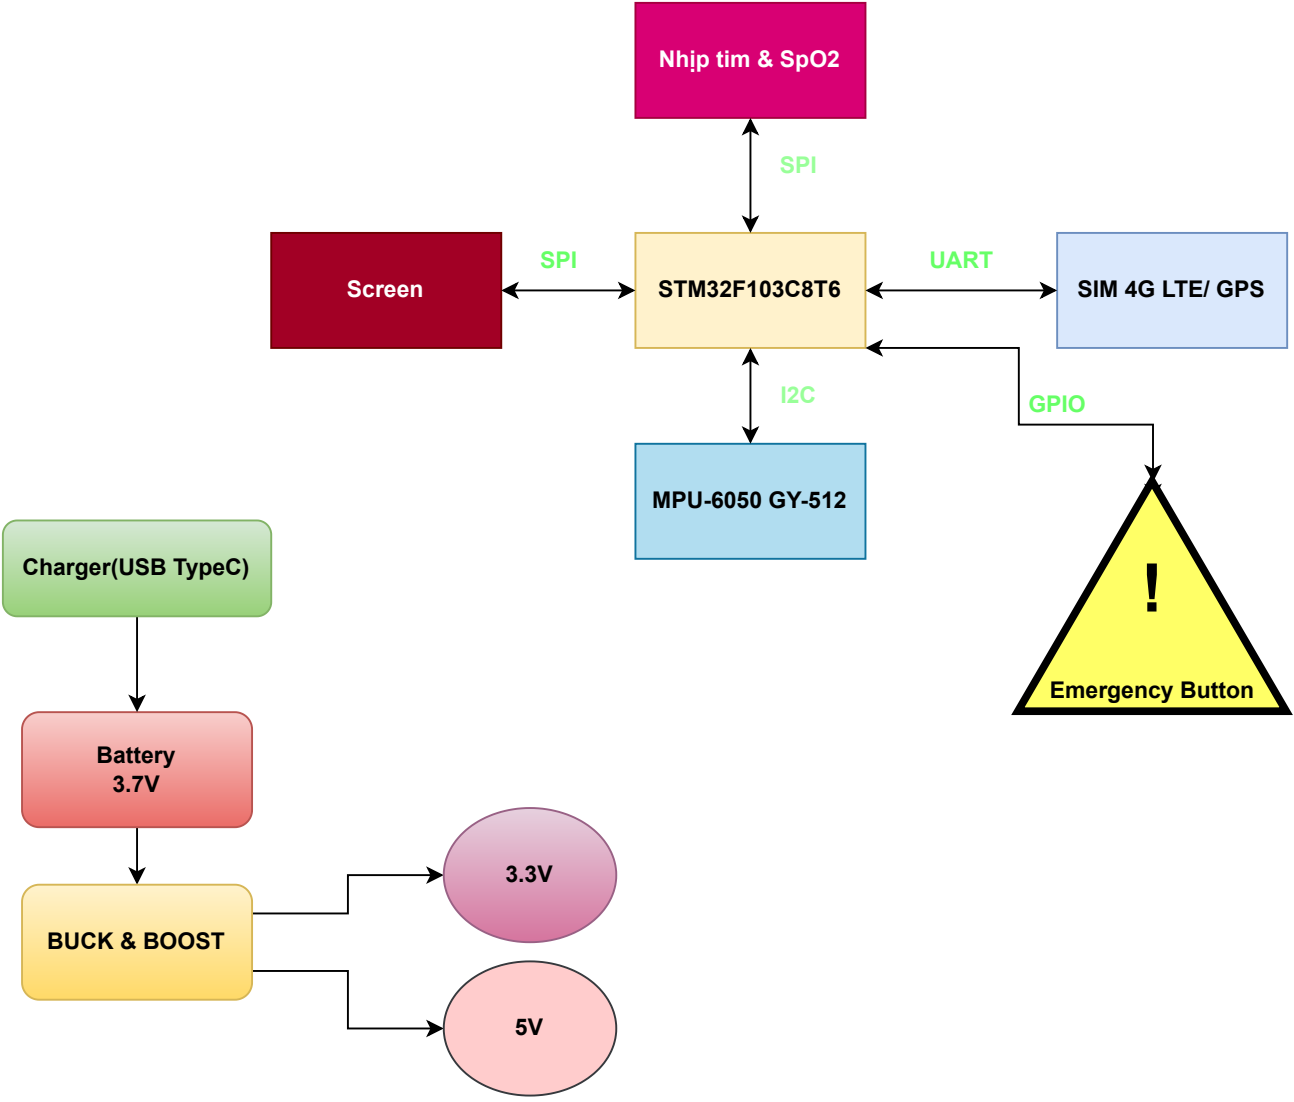 Nhịp tim & SpO2
SPI
Screen
SPI
STM32F103C8T6
UART
SIM 4G LTE/ GPS
I2C
GPIO
MPU-6050 GY-512
!
Emergency Button
Charger(USB TypeC)
Battery
3.7V
BUCK & BOOST
3.3V
5V